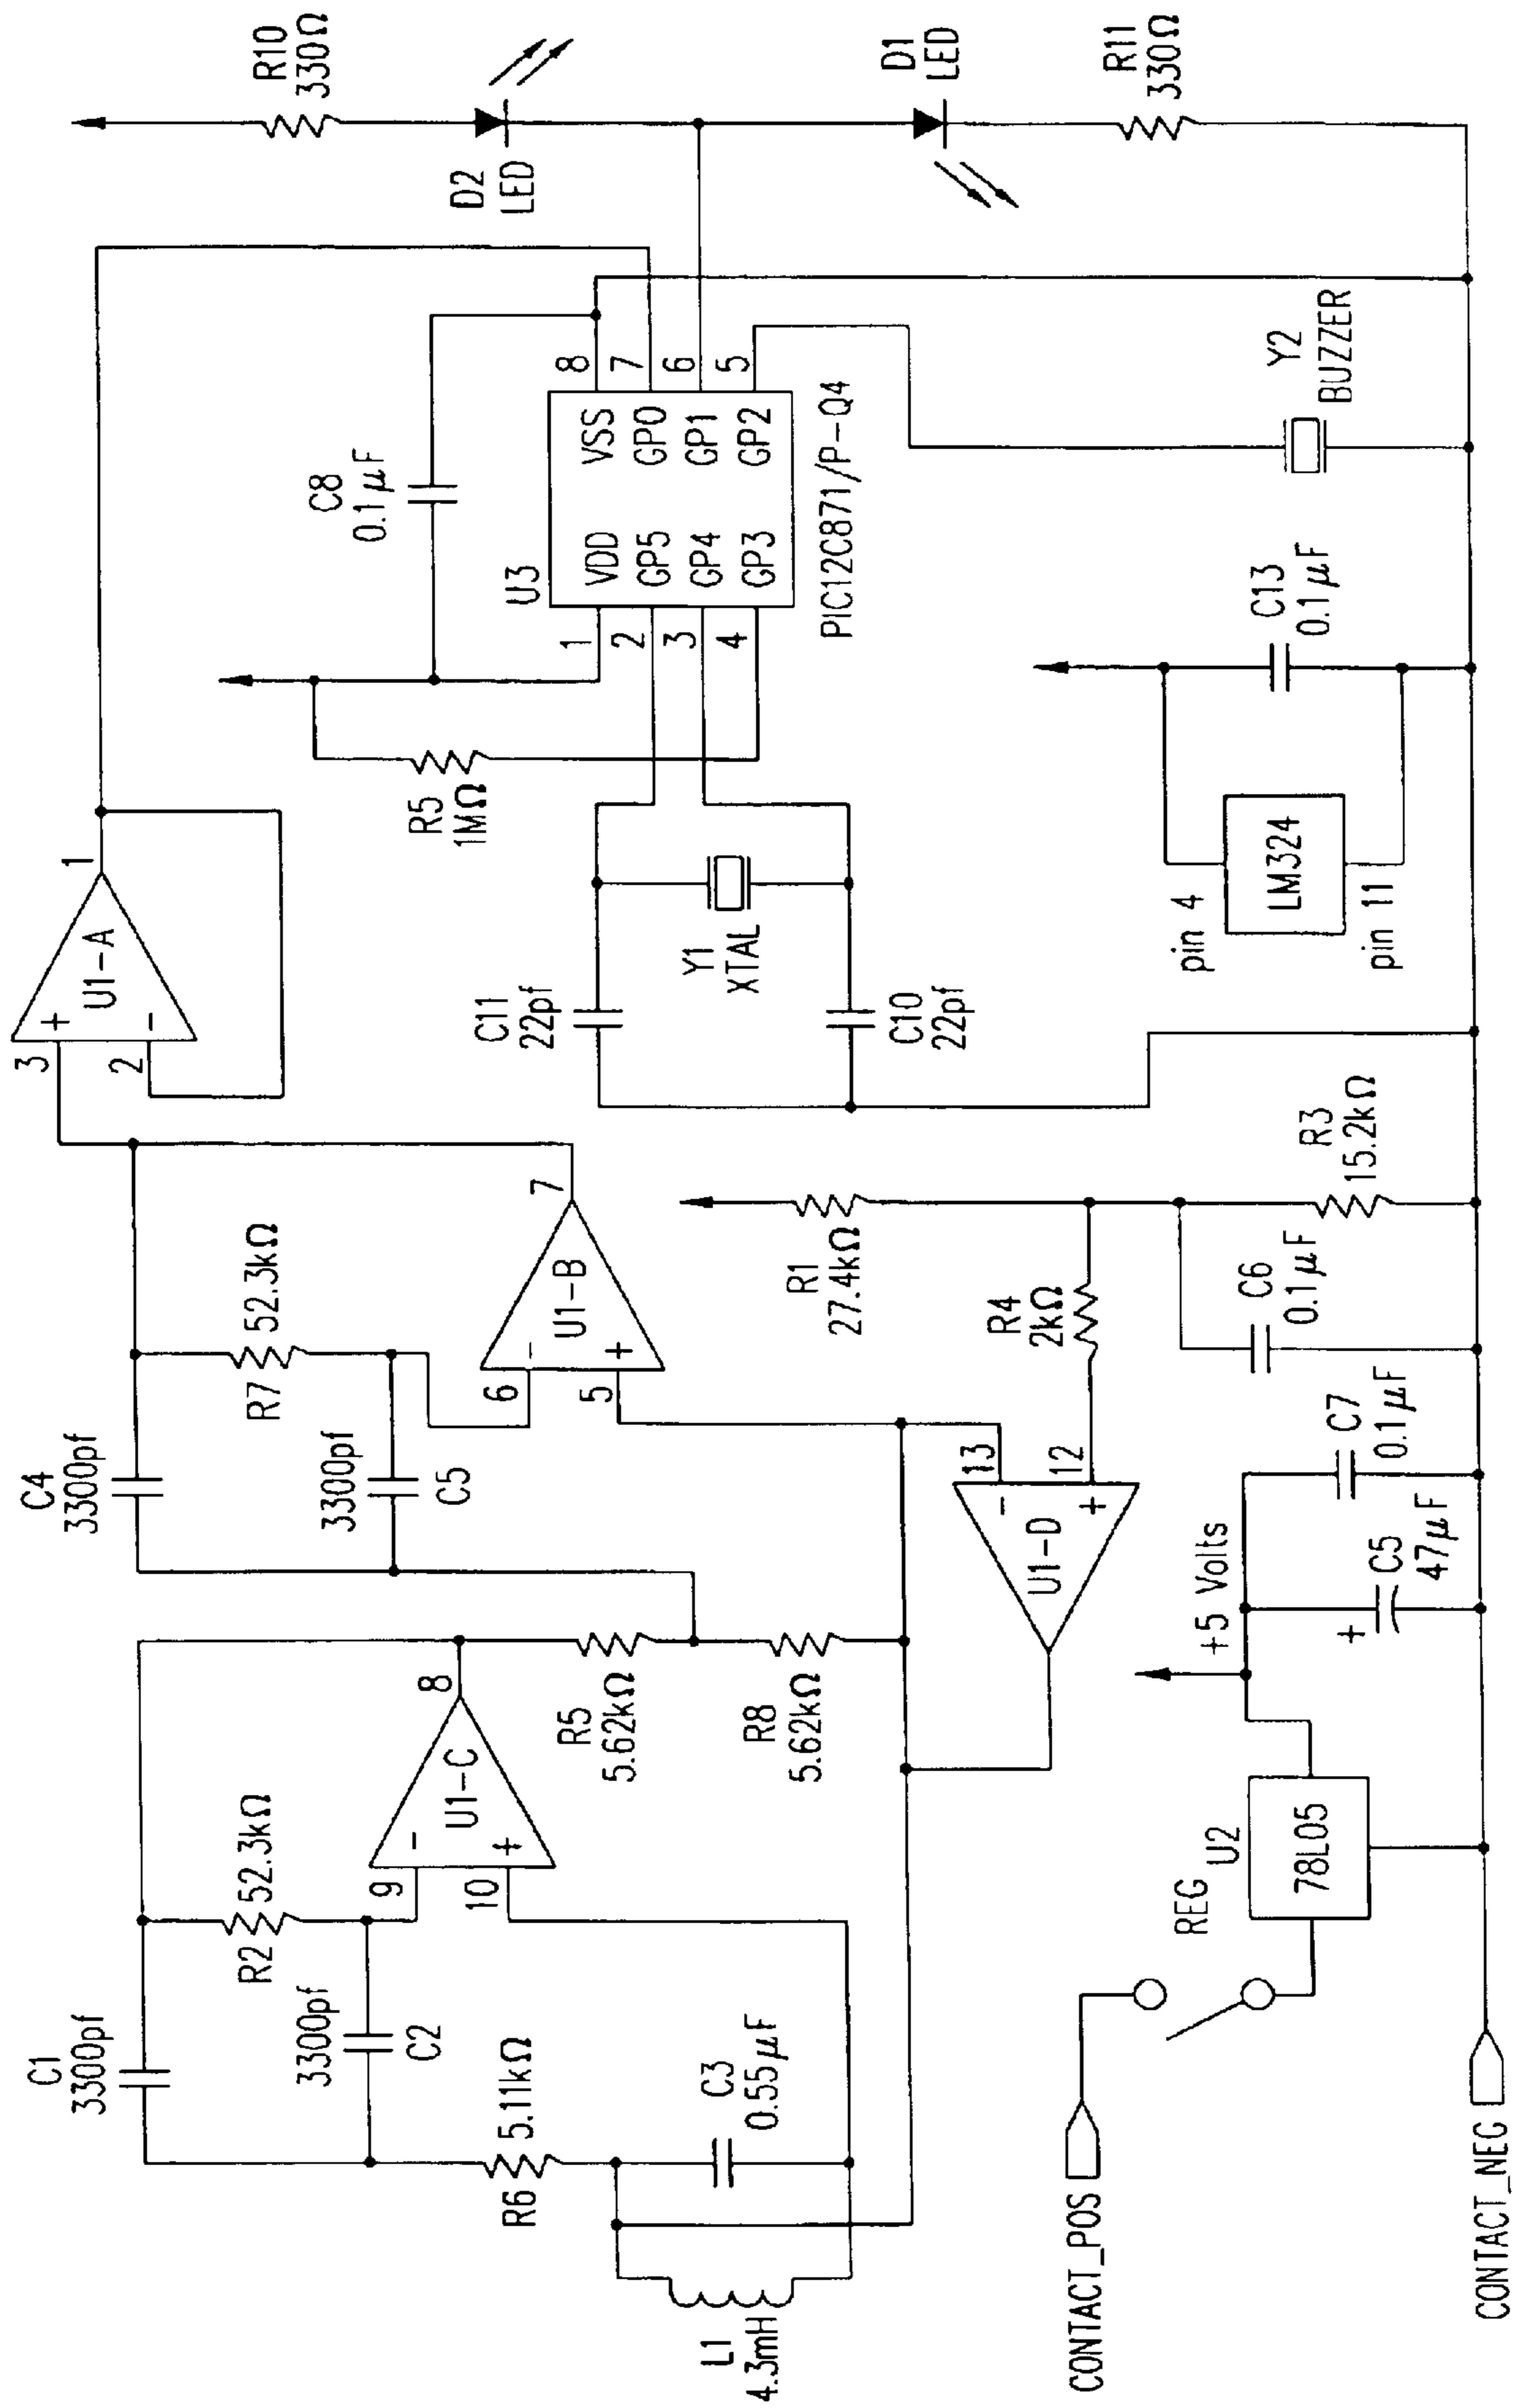 C1
3300pf
R2 52.3kΩ
3300pf
C2
9
10
-
+
U1-C
8
R6 5.11kΩ
C3
0.55μF
L1
4.3mH
R5
5.62kΩ
R8
5.62kΩ
C4
3300pf
R7 52.3kΩ
3300pf
C5
6
5
-
+
U1-B
7
3
2
+
-
U1-A
1
13
12
-
+
U1-D
R4
2kΩ
R1
27.4kΩ
R3
15.2kΩ
C6
0.1μF
C7
0.1μF
C5
47μF
+
+5 Volts
REG
U2
78L05
CONTACT_POS
CONTACT_NEG
C11
22pf
Y1
XTAL
C10
22pf
R5
1MΩ
C8
0.1μF
U3
1
2
3
4
VDD VSS
GP5 GP0
GP4 GP1
GP3 GP2
8
7
6
5
PIC12C871/P-Q4
pin 4
LM324
pin 11
C13
0.1μF
Y2
BUZZER
R10
330Ω
D2
LED
D1
LED
R11
330Ω